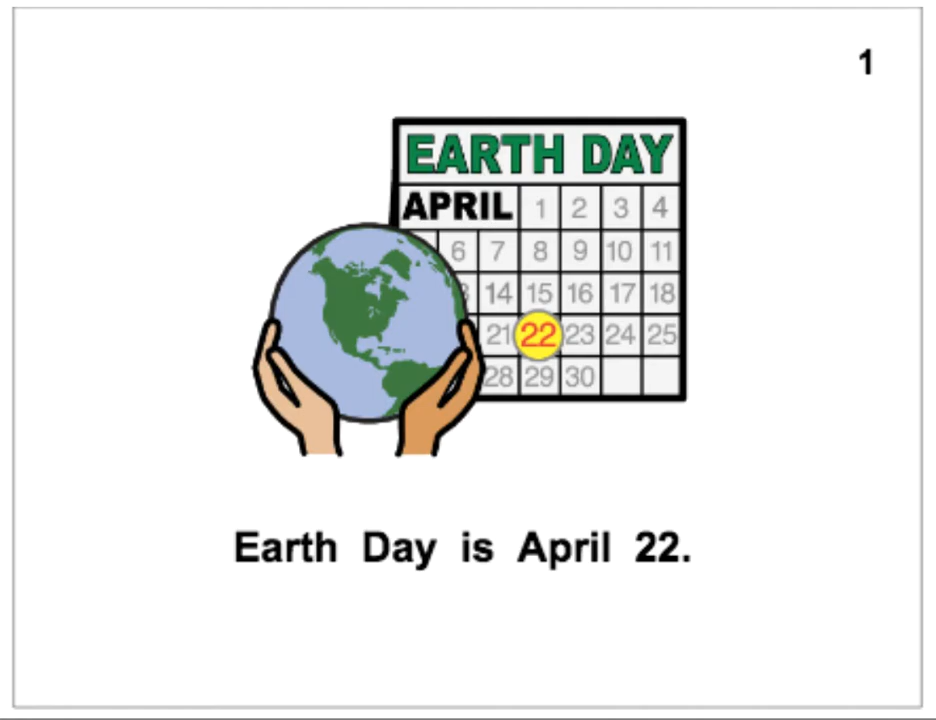 1
EARTH DAY
APRIL 1 2 3 4
6 7 8 9 10 11
14 15 16 17 18
21 22 23 24 25
28 29 30
Earth Day is April 22.